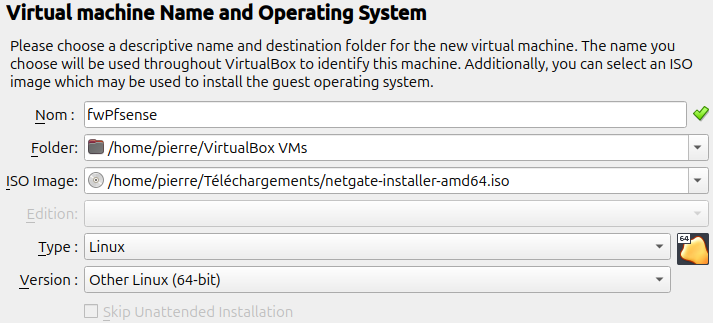 Virtual machine Name and Operating System
Please choose a descriptive name and destination folder for the new virtual machine. The name you
choose will be used throughout VirtualBox to identify this machine. Additionally, you can select an ISO
image which may be used to install the guest operating system.
Nom : fwPfsense
Folder: /home/pierre/VirtualBox VMs
ISO Image: /home/pierre/Téléchargements/netgate-installer-amd64.iso
Edition:
Type : Linux
64
Version : Other Linux (64-bit)
Skip Unattended Installation